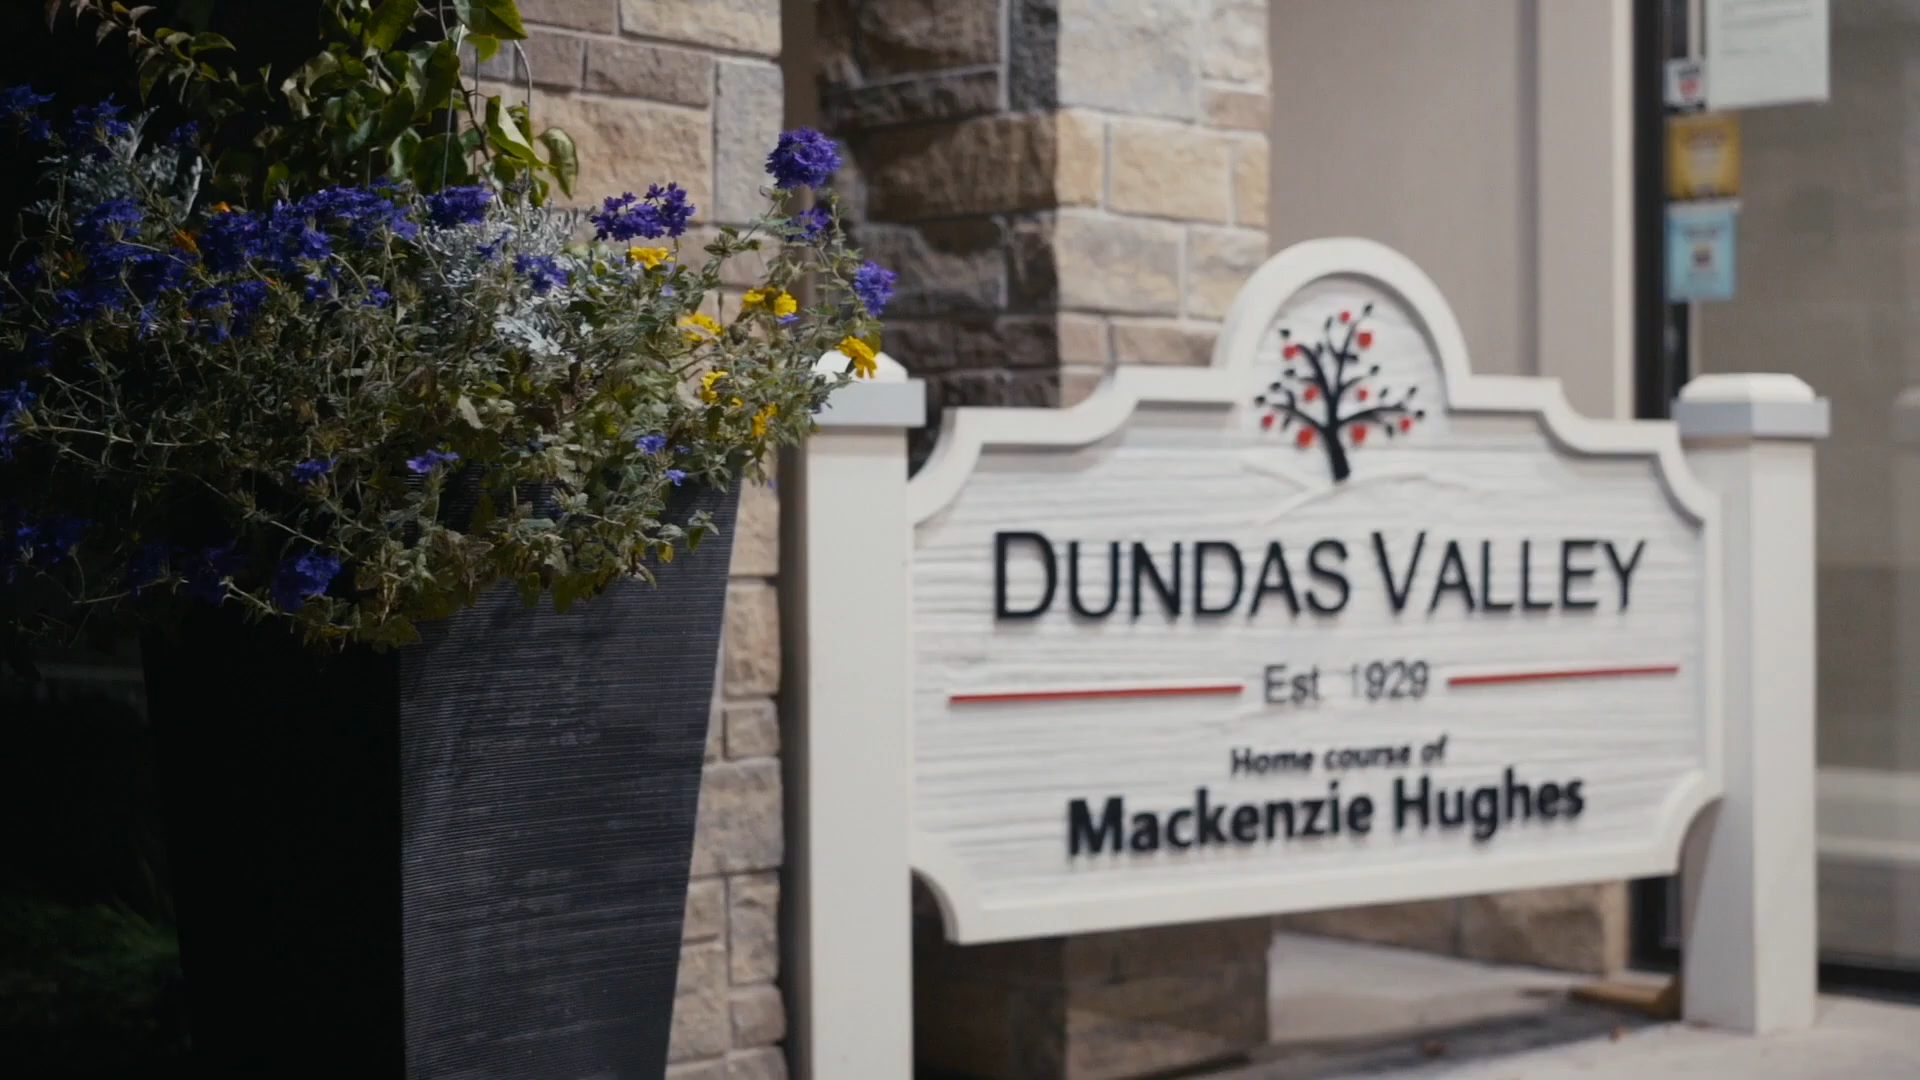 DUNDAS VALLEY
Est 1929
Home course of
Mackenzie Hughes